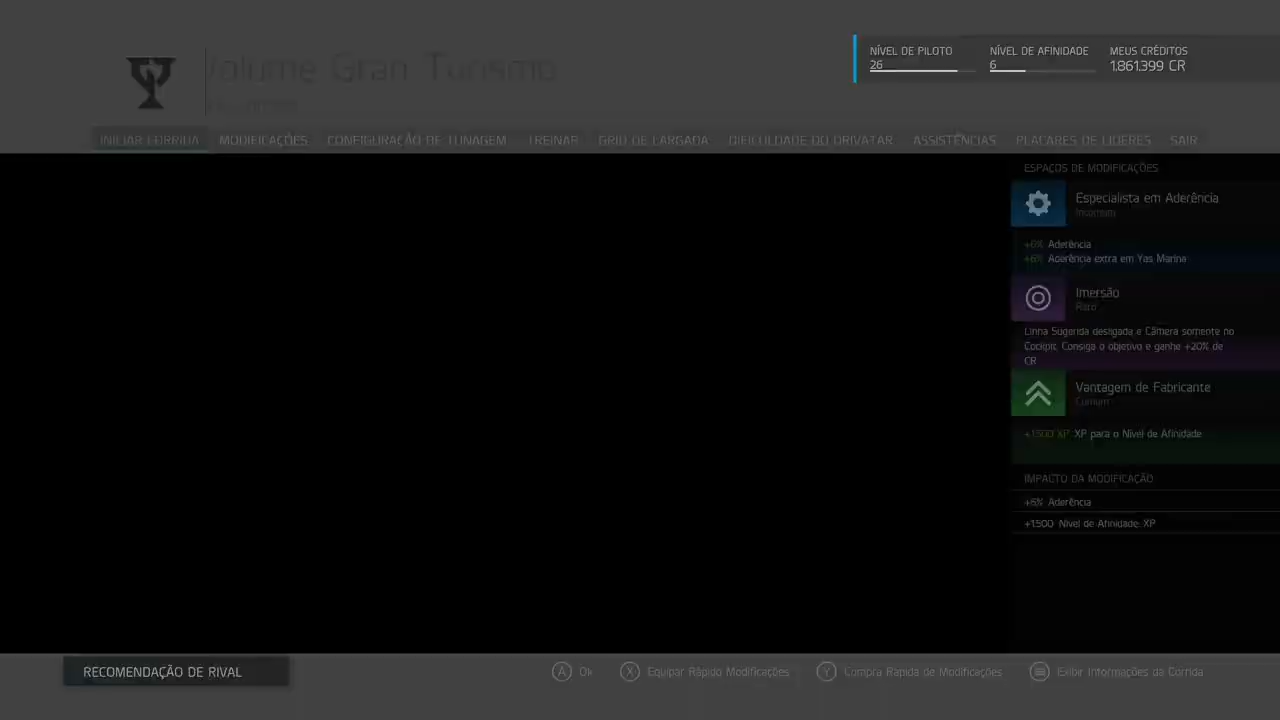 Volume Gran Turismo
NÍVEL DE PILOTO
26
NÍVEL DE AFINIDADE
6
MEUS CRÉDITOS
1.861.399 CR
INICIAR CORRIDA
MODIFICAÇÕES
CONFIGURAÇÃO DE TUNAGEM
TREINAR
GRID DE LARGADA
DIFICULDADE DO DRIVATAR
ASSISTÊNCIAS
PLACARES DE LÍDERES
SAIR
ESPAÇOS DE MODIFICAÇÕES
Especialista em Aderência
Incomum
+6% Aderência
+6% Aderência extra em Yas Marina
Imersão
Raro
Linha Sugerida desligada e Câmera somente no
Cockpit. Consiga o objetivo e ganhe +20% de
CR
Vantagem de Fabricante
Comum
+1.500 XP XP para o Nível de Afinidade
IMPACTO DA MODIFICAÇÃO
+6% Aderência
+1.500 Nível de Afinidade: XP
RECOMENDAÇÃO DE RIVAL
A Ok
X Equipar Rápido Modificações
Y Compra Rápida de Modificações
Exibir Informações da Corrida